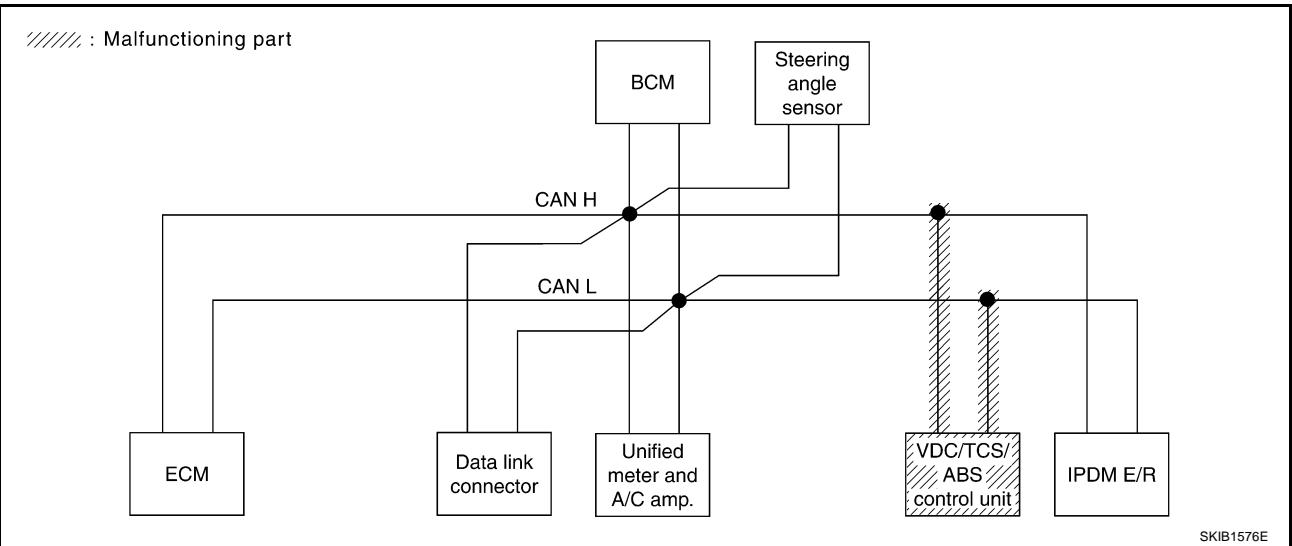 : Malfunctioning part
BCM
Steering
angle
sensor
CAN H
CAN L
ECM
Data link
connector
Unified
meter and
A/C amp.
VDC/TCS/
ABS
control unit
IPDM E/R
SKIB1576E